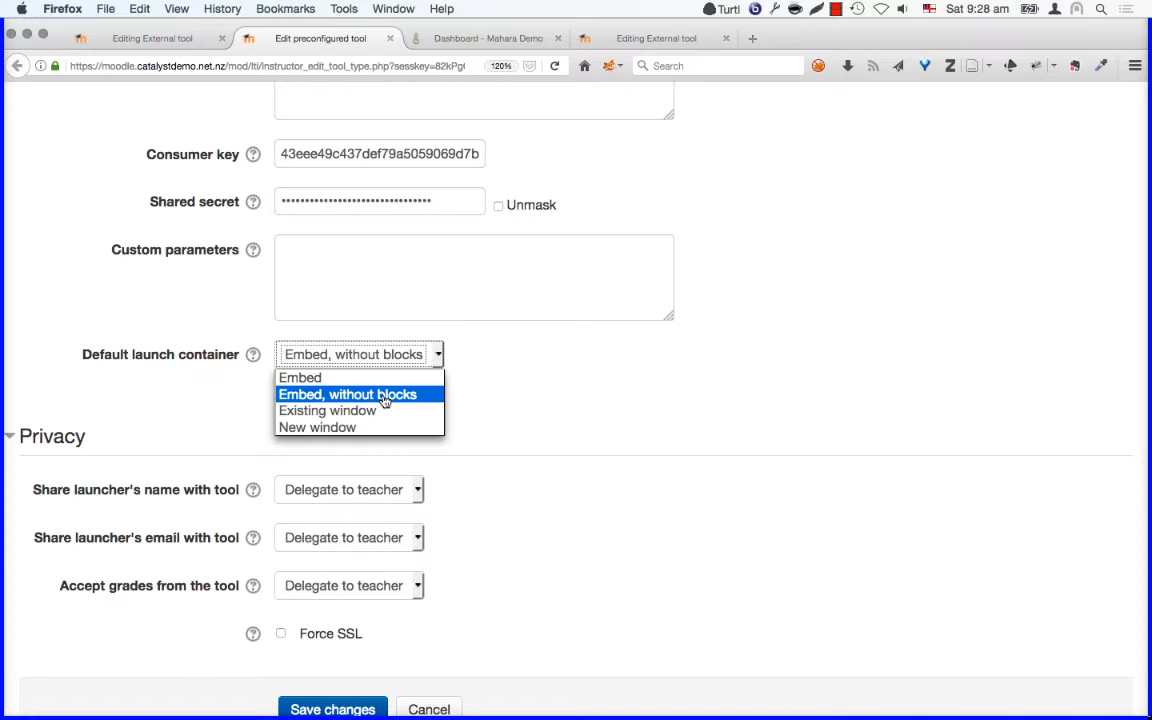 Firefox File Edit View History Bookmarks Tools Window Help Turtl Sat 9:28 am
Editing External tool Edit preconfigured tool Dashboard - Mahara Demo Editing External tool
https://moodle.catalystdemo.net.nz/mod/lti/instructor_edit_tool_type.php?sesskey=82kPg 120% Search
Consumer key 43eee49c437def79a5059069d7b
Shared secret •••••••••••••••••••••••••••••••• Unmask
Custom parameters
Default launch container Embed, without blocks
Embed
Embed, without blocks
Existing window
New window
Privacy
Share launcher's name with tool Delegate to teacher
Share launcher's email with tool Delegate to teacher
Accept grades from the tool Delegate to teacher
Force SSL
Save changes Cancel